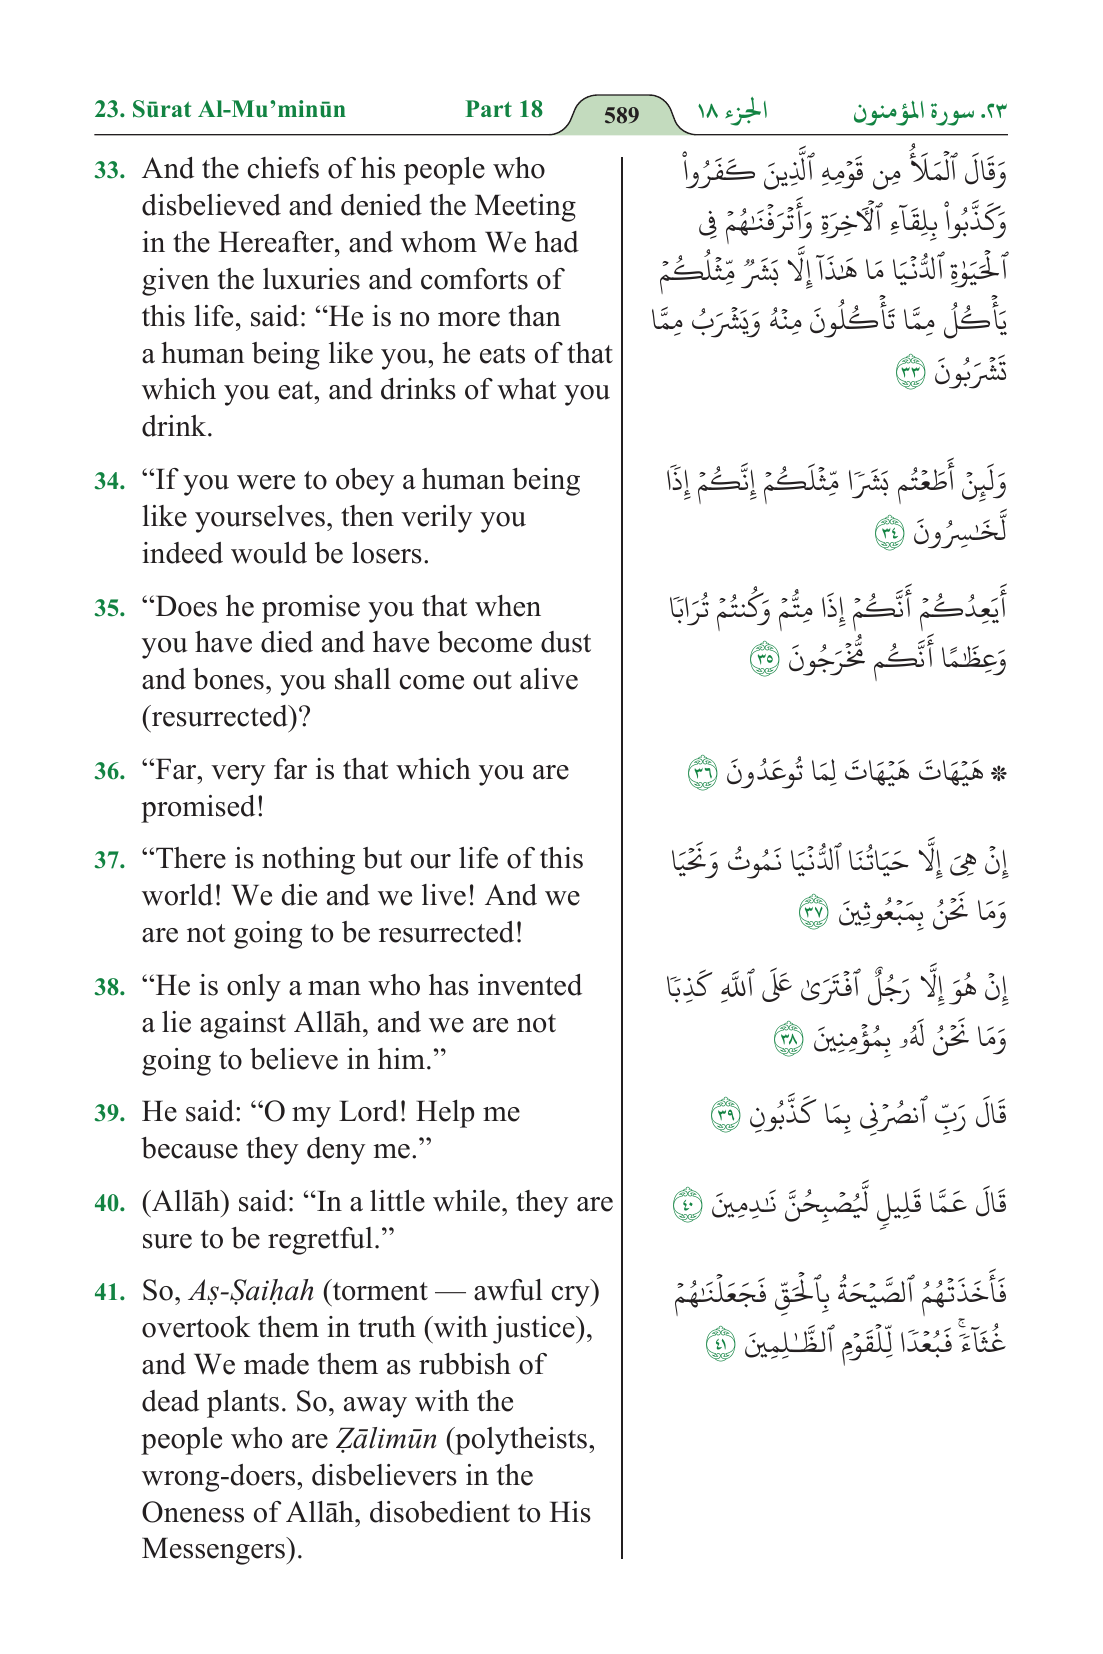 23. Sūrat Al-Mu’minūn Part 18 589 الجزء ١٨ ٢٣. سورة المؤمنون
33. And the chiefs of his people who
disbelieved and denied the Meeting
in the Hereafter, and whom We had
given the luxuries and comforts of
this life, said: “He is no more than
a human being like you, he eats of that
which you eat, and drinks of what you
drink.
34. “If you were to obey a human being
like yourselves, then verily you
indeed would be losers.
35. “Does he promise you that when
you have died and have become dust
and bones, you shall come out alive
(resurrected)?
36. “Far, very far is that which you are
promised!
37. “There is nothing but our life of this
world! We die and we live! And we
are not going to be resurrected!
38. “He is only a man who has invented
a lie against Allāh, and we are not
going to believe in him.”
39. He said: “O my Lord! Help me
because they deny me.”
40. (Allāh) said: “In a little while, they are
sure to be regretful.”
41. So, Aṣ-Ṣaiḥah (torment — awful cry)
overtook them in truth (with justice),
and We made them as rubbish of
dead plants. So, away with the
people who are Ẓālimūn (polytheists,
wrong-doers, disbelievers in the
Oneness of Allāh, disobedient to His
Messengers).
وَقَالَ ٱلْمَلَأُ مِن قَوْمِهِ ٱلَّذِينَ كَفَرُوا۟
وَكَذَّبُوا۟ بِلِقَآءِ ٱلْـَٔاخِرَةِ وَأَتْرَفْنَـٰهُمْ فِى
ٱلْحَيَوٰةِ ٱلدُّنْيَا مَا هَـٰذَآ إِلَّا بَشَرٌ مِّثْلُكُمْ
يَأْكُلُ مِمَّا تَأْكُلُونَ مِنْهُ وَيَشْرَبُ مِمَّا
تَشْرَبُونَ ٣٣
وَلَئِنْ أَطَعْتُم بَشَرًا مِّثْلَكُمْ إِنَّكُمْ إِذًا
لَّخَـٰسِرُونَ ٣٤
أَيَعِدُكُمْ أَنَّكُمْ إِذَا مِتُّمْ وَكُنتُمْ تُرَابًا
وَعِظَـٰمًا أَنَّكُم مُّخْرَجُونَ ٣٥
۞ هَيْهَاتَ هَيْهَاتَ لِمَا تُوعَدُونَ ٣٦
إِنْ هِىَ إِلَّا حَيَاتُنَا ٱلدُّنْيَا نَمُوتُ وَنَحْيَا
وَمَا نَحْنُ بِمَبْعُوثِينَ ٣٧
إِنْ هُوَ إِلَّا رَجُلٌ ٱفْتَرَىٰ عَلَى ٱللَّهِ كَذِبًا
وَمَا نَحْنُ لَهُۥ بِمُؤْمِنِينَ ٣٨
قَالَ رَبِّ ٱنصُرْنِى بِمَا كَذَّبُونِ ٣٩
قَالَ عَمَّا قَلِيلٍ لَّيُصْبِحُنَّ نَـٰدِمِينَ ٤٠
فَأَخَذَتْهُمُ ٱلصَّيْحَةُ بِٱلْحَقِّ فَجَعَلْنَـٰهُمْ
غُثَآءً ۚ فَبُعْدًا لِّلْقَوْمِ ٱلظَّـٰلِمِينَ ٤١